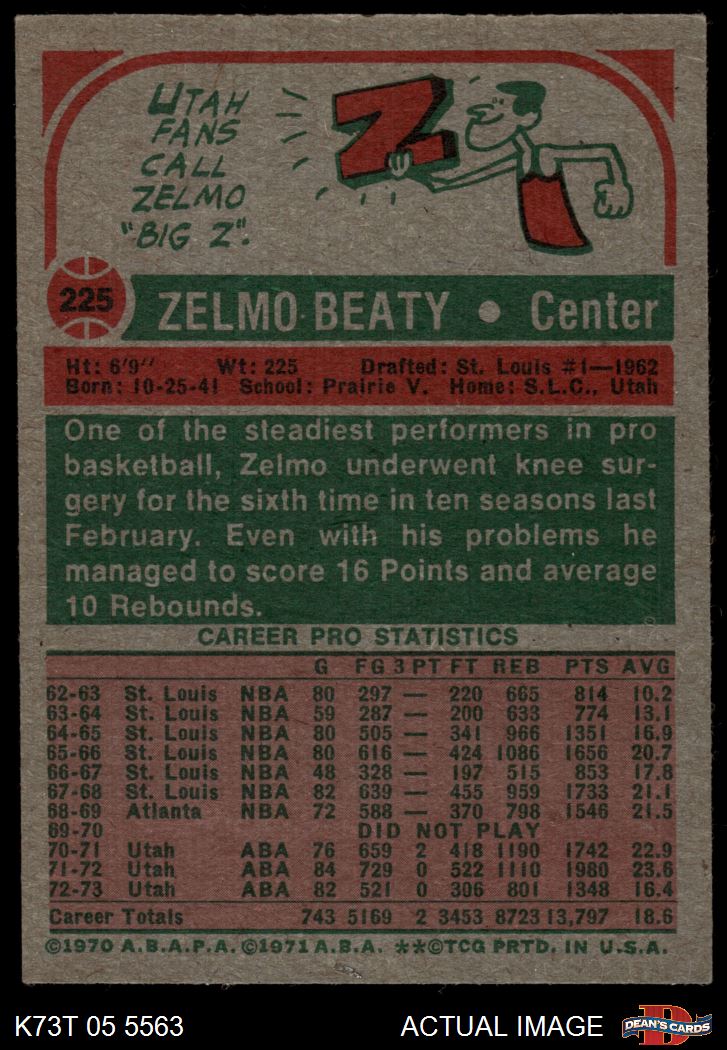 UTAH
FANS
CALL
ZELMO
"BIG Z".
Z
225
ZELMO BEATY • Center
Ht: 6'9" Wt: 225 Drafted: St. Louis #1—1962
Born: 10-25-41 School: Prairie V. Home: S.L.C., Utah
One of the steadiest performers in pro
basketball, Zelmo underwent knee sur-
gery for the sixth time in ten seasons last
February. Even with his problems he
managed to score 16 Points and average
10 Rebounds.
CAREER PRO STATISTICS
G FG 3 PT FT REB PTS AVG
62-63 St. Louis NBA 80 297 — 220 665 814 10.2
63-64 St. Louis NBA 59 287 — 200 633 774 13.1
64-65 St. Louis NBA 80 505 — 341 966 1351 16.9
65-66 St. Louis NBA 80 616 — 424 1086 1656 20.7
66-67 St. Louis NBA 48 328 — 197 515 853 17.8
67-68 St. Louis NBA 82 639 — 455 959 1733 21.1
68-69 Atlanta NBA 72 588 — 370 798 1546 21.5
69-70 DID NOT PLAY
70-71 Utah ABA 76 659 2 418 1190 1742 22.9
71-72 Utah ABA 84 729 0 522 1110 1980 23.6
72-73 Utah ABA 82 521 0 306 801 1348 16.4
Career Totals 743 5169 2 3453 8723 13,797 18.6
©1970 A.B.A.P.A. ©1971 A.B.A. **©TCG PRTD. IN U.S.A.
K73T 05 5563 ACTUAL IMAGE D DEAN'S CARDS